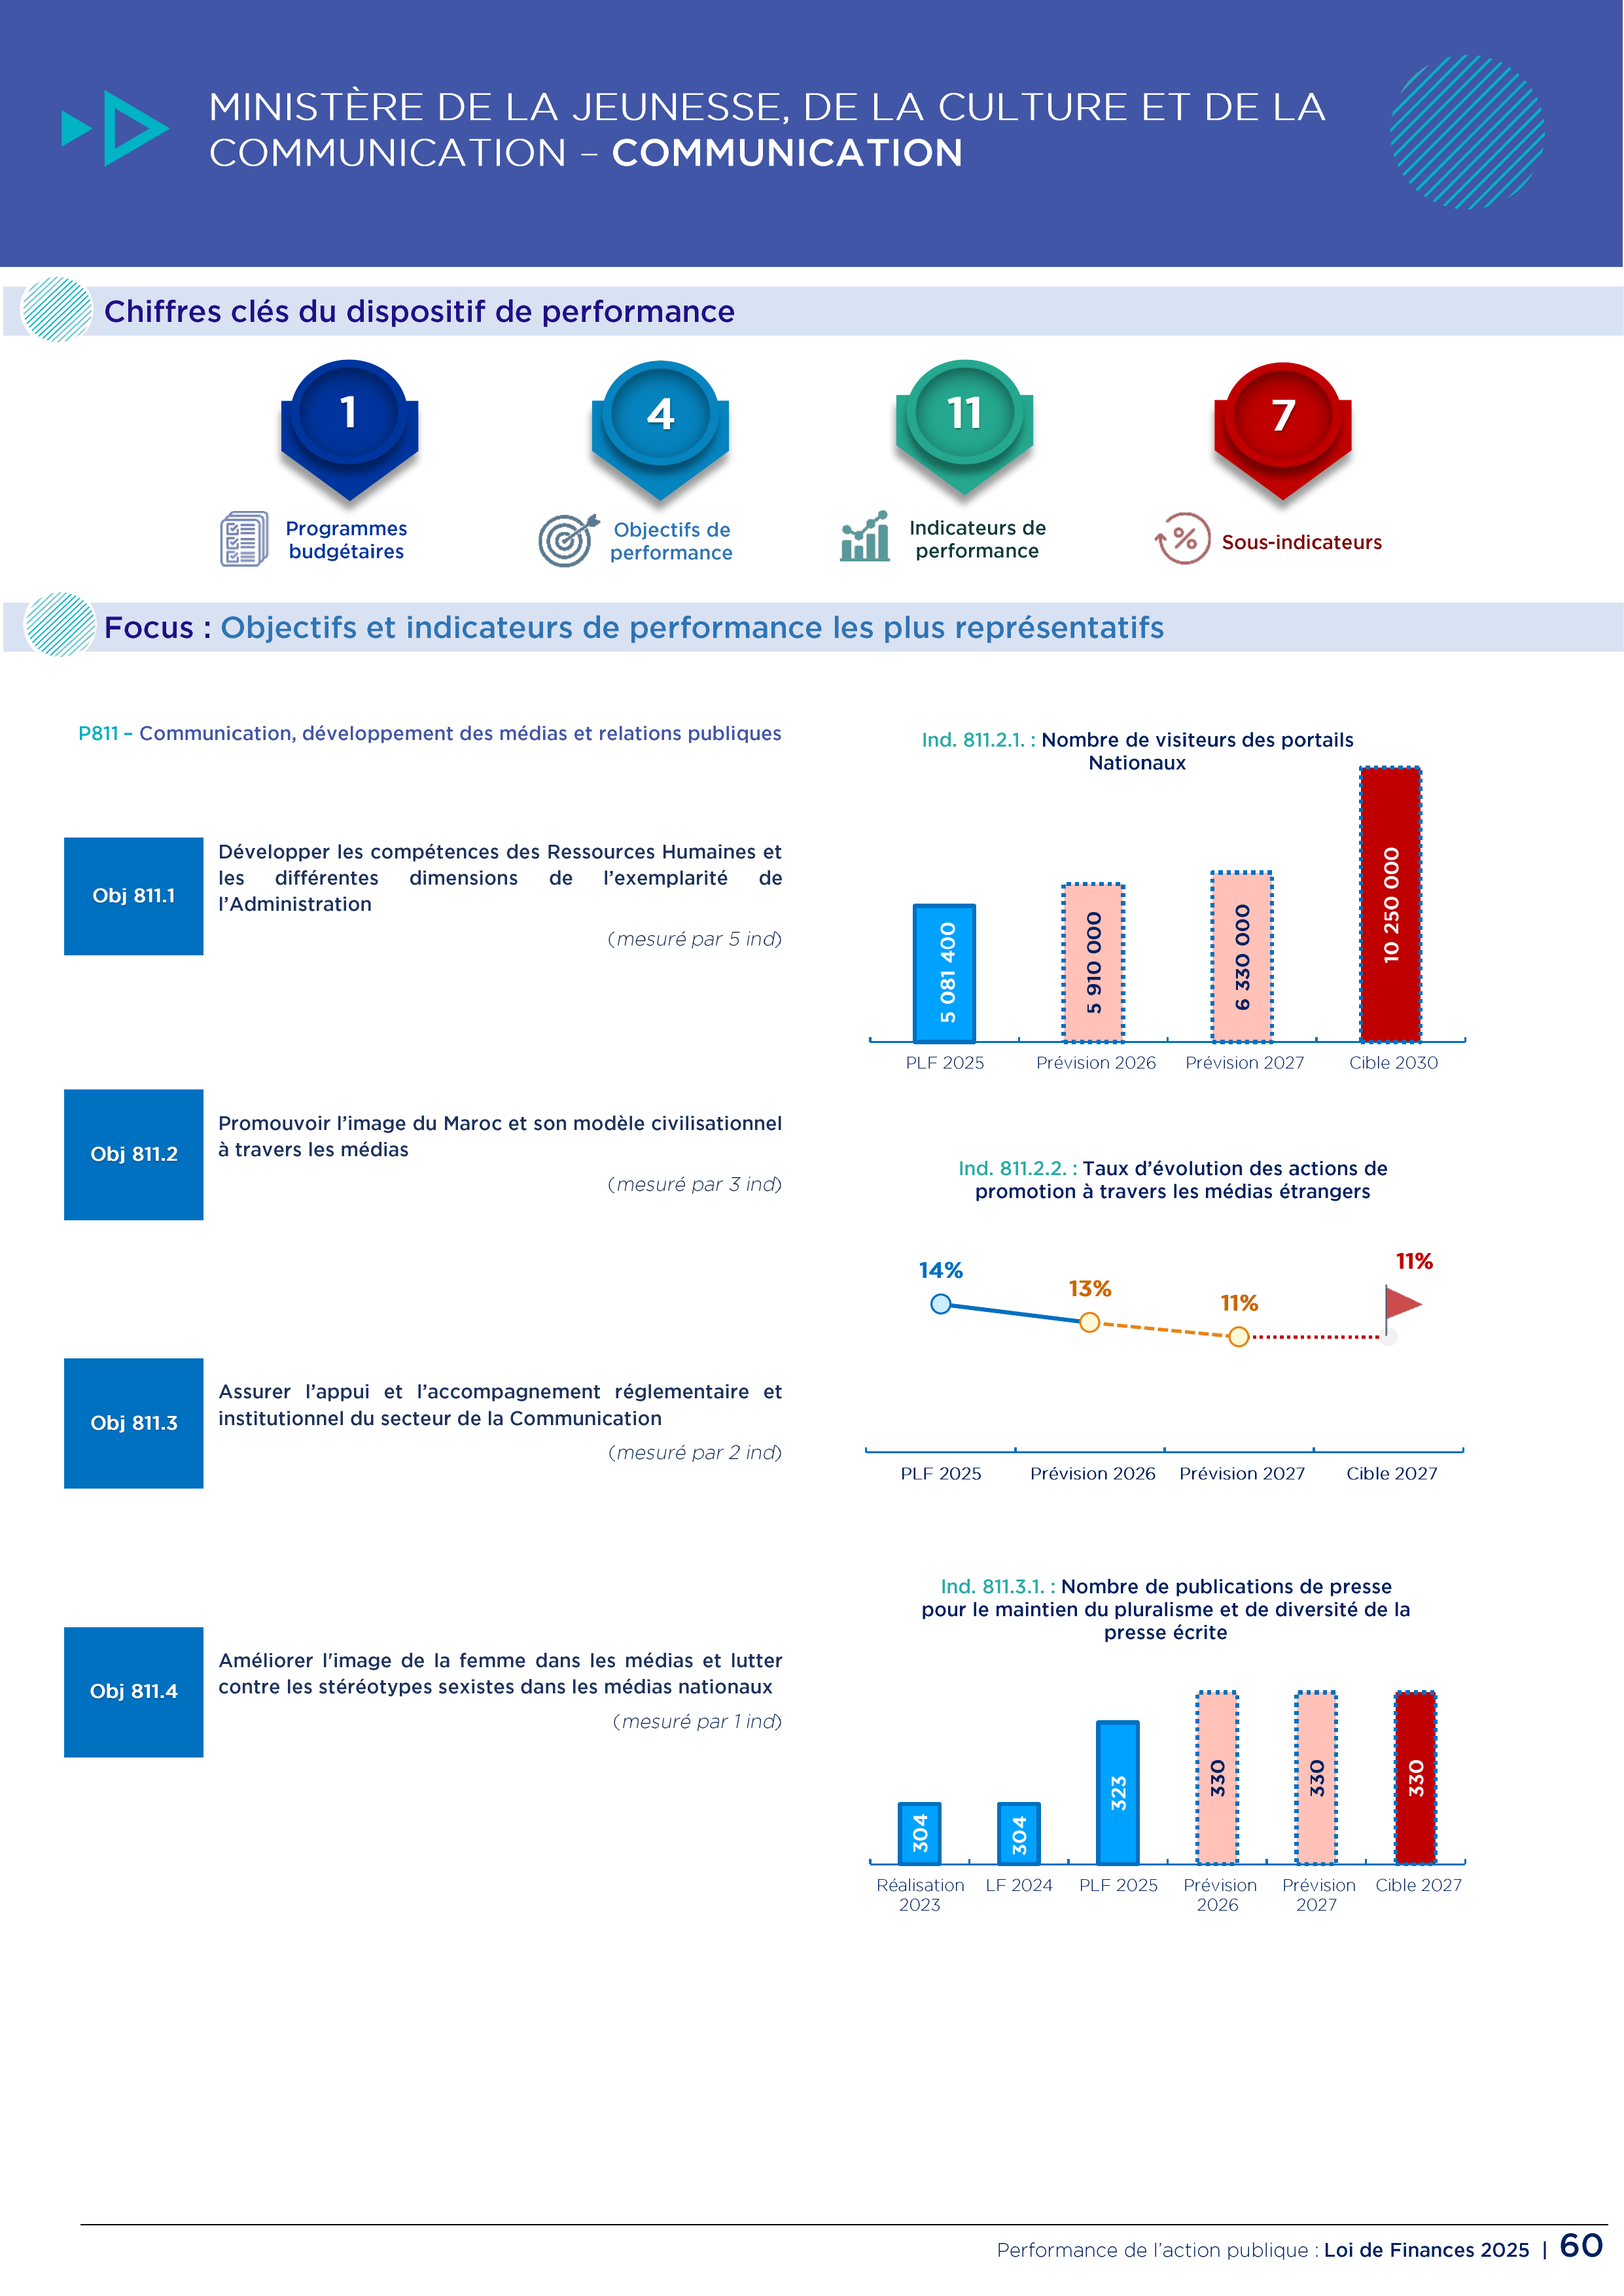 MINISTÈRE DE LA JEUNESSE, DE LA CULTURE ET DE LA
COMMUNICATION – COMMUNICATION
Chiffres clés du dispositif de performance
1
4
11
7
Programmes
budgétaires
Objectifs de
performance
Indicateurs de
performance
%
Sous-indicateurs
Focus : Objectifs et indicateurs de performance les plus représentatifs
P811 – Communication, développement des médias et relations publiques
Obj 811.1
Développer les compétences des Ressources Humaines et
les différentes dimensions de l’exemplarité de
l’Administration
(mesuré par 5 ind)
Obj 811.2
Promouvoir l’image du Maroc et son modèle civilisationnel
à travers les médias
(mesuré par 3 ind)
Obj 811.3
Assurer l’appui et l’accompagnement réglementaire et
institutionnel du secteur de la Communication
(mesuré par 2 ind)
Obj 811.4
Améliorer l'image de la femme dans les médias et lutter
contre les stéréotypes sexistes dans les médias nationaux
(mesuré par 1 ind)
Ind. 811.2.1. : Nombre de visiteurs des portails
Nationaux
5 081 400
5 910 000
6 330 000
10 250 000
PLF 2025
Prévision 2026
Prévision 2027
Cible 2030
Ind. 811.2.2. : Taux d’évolution des actions de
promotion à travers les médias étrangers
14%
13%
11%
11%
PLF 2025
Prévision 2026
Prévision 2027
Cible 2027
Ind. 811.3.1. : Nombre de publications de presse
pour le maintien du pluralisme et de diversité de la
presse écrite
304
304
323
330
330
330
Réalisation
2023
LF 2024
PLF 2025
Prévision
2026
Prévision
2027
Cible 2027
Performance de l’action publique : Loi de Finances 2025 | 60